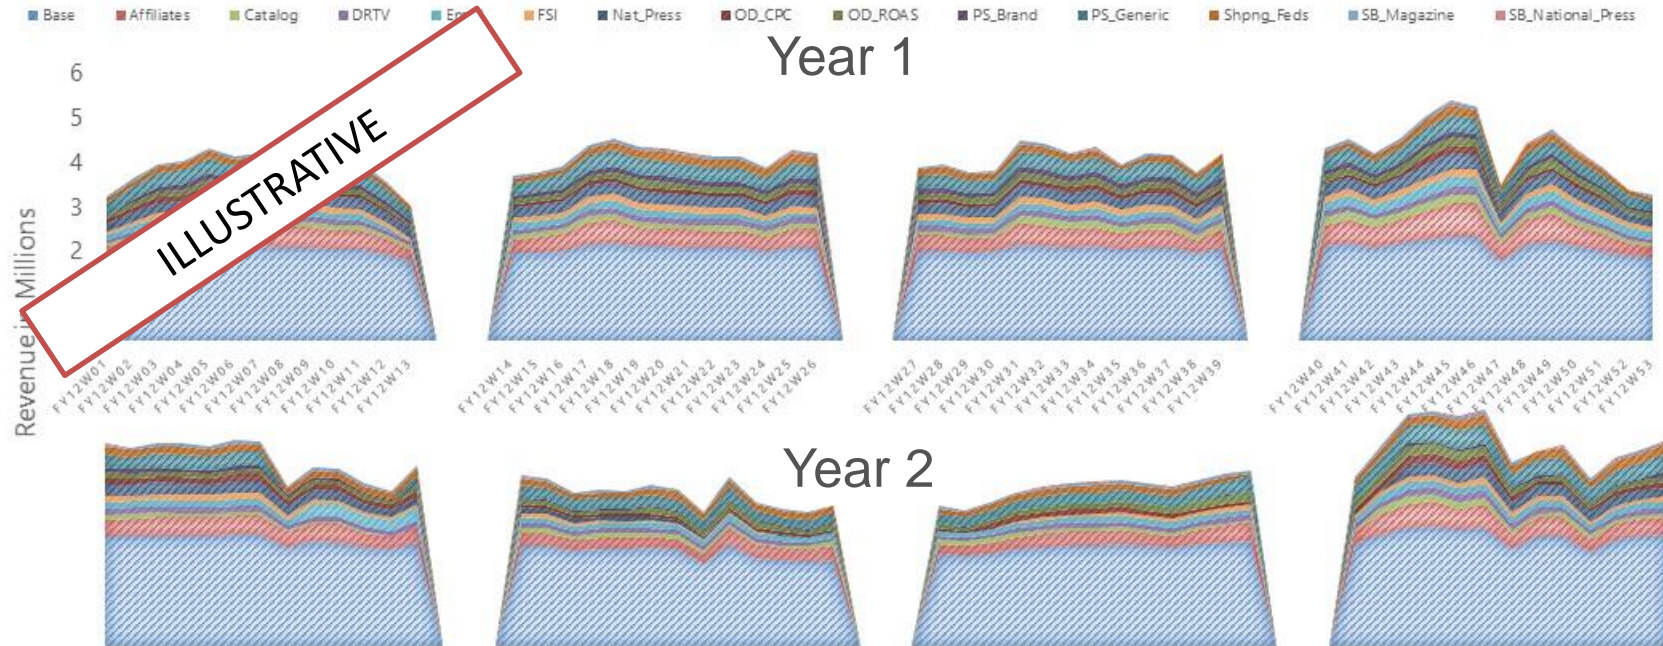 Base Affiliates Catalog DRTV FSI Nat_Press OD_CPC OD_ROAS PS_Brand PS_Generic Shpng_Feds SB_Magazine SB_National_Press
Year 1
6
5
4
3
2
Revenue in Millions
ILLUSTRATIVE
FY12W01 FY12W02 FY12W03 FY12W04 FY12W05 FY12W06 FY12W07 FY12W08 FY12W09 FY12W10 FY12W11 FY12W12 FY12W13 FY12W14 FY12W15 FY12W16 FY12W17 FY12W18 FY12W19 FY12W20 FY12W21 FY12W22 FY12W23 FY12W24 FY12W25 FY12W26 FY12W27 FY12W28 FY12W29 FY12W30 FY12W31 FY12W32 FY12W33 FY12W34 FY12W35 FY12W36 FY12W37 FY12W38 FY12W39 FY12W40 FY12W41 FY12W42 FY12W43 FY12W44 FY12W45 FY12W46 FY12W47 FY12W48 FY12W49 FY12W50 FY12W51 FY12W52 FY12W53
Year 2